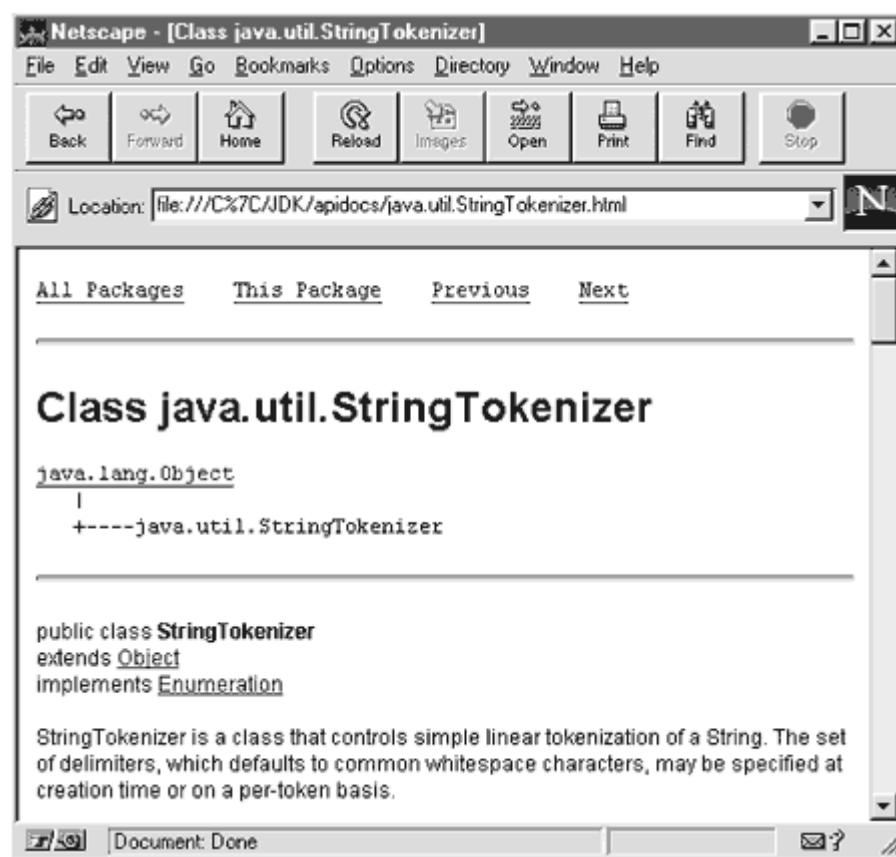 Netscape - [Class java.util.StringTokenizer]
File Edit View Go Bookmarks Options Directory Window Help
Back Forward Home Reload Images Open Print Find Stop
Location: file:///C%7C/JDK/apidocs/java.util.StringTokenizer.html
N
All Packages This Package Previous Next
Class java.util.StringTokenizer
java.lang.Object
|
+----java.util.StringTokenizer
public class StringTokenizer
extends Object
implements Enumeration
StringTokenizer is a class that controls simple linear tokenization of a String. The set
of delimiters, which defaults to common whitespace characters, may be specified at
creation time or on a per-token basis.
Document: Done
?